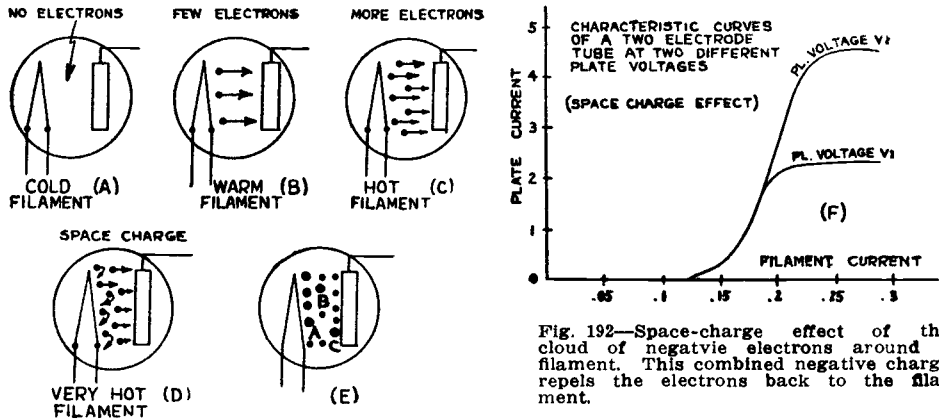 NO ELECTRONS
FEW ELECTRONS
MORE ELECTRONS
COLD (A)
FILAMENT
WARM (B)
FILAMENT
HOT (C)
FILAMENT
SPACE CHARGE
VERY HOT (D)
FILAMENT
B
A
C
(E)
CHARACTERISTIC CURVES
OF A TWO ELECTRODE
TUBE AT TWO DIFFERENT
PLATE VOLTAGES
(SPACE CHARGE EFFECT)
PL. VOLTAGE V2
PL. VOLTAGE V1
(F)
PLATE CURRENT
5
4
3
2
1
0
FILAMENT CURRENT
.05
.1
.15
.2
.25
.3
Fig. 192—Space-charge effect of th
cloud of negatvie electrons around
filament. This combined negative charg
repels the electrons back to the fila
ment.